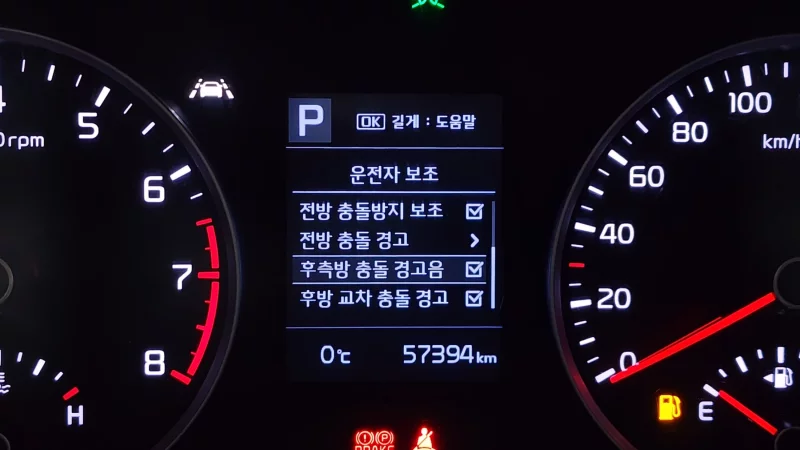 P
OK 길게 : 도움말
운전자 보조
전방 충돌방지 보조
전방 충돌 경고
후측방 충돌 경고음
후방 교차 충돌 경고
0℃ 57394km
5
6
7
8
H
rpm
100
80
km/h
60
40
20
0
E
P
BRAKE